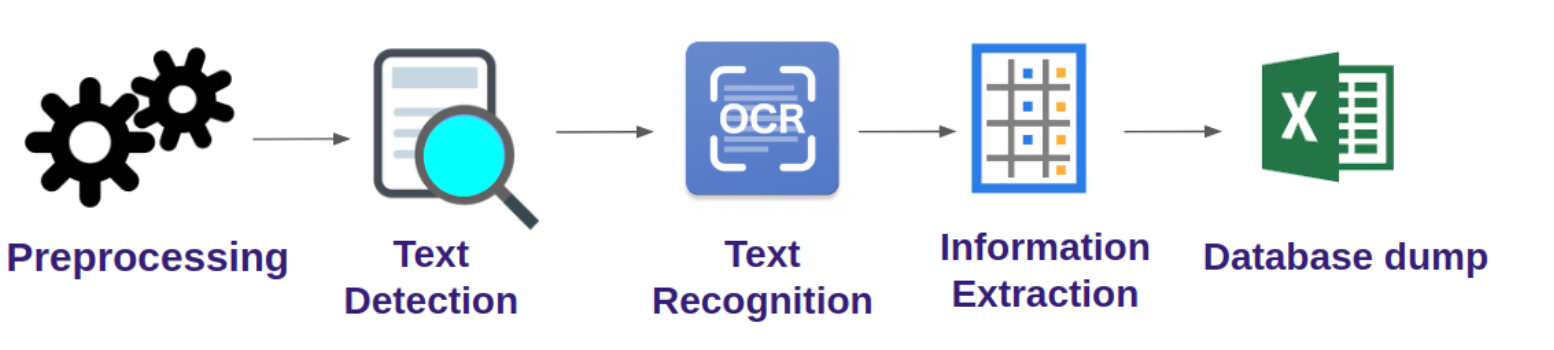 Preprocessing
Text
Detection
OCR
Text
Recognition
Information
Extraction
X
Database dump